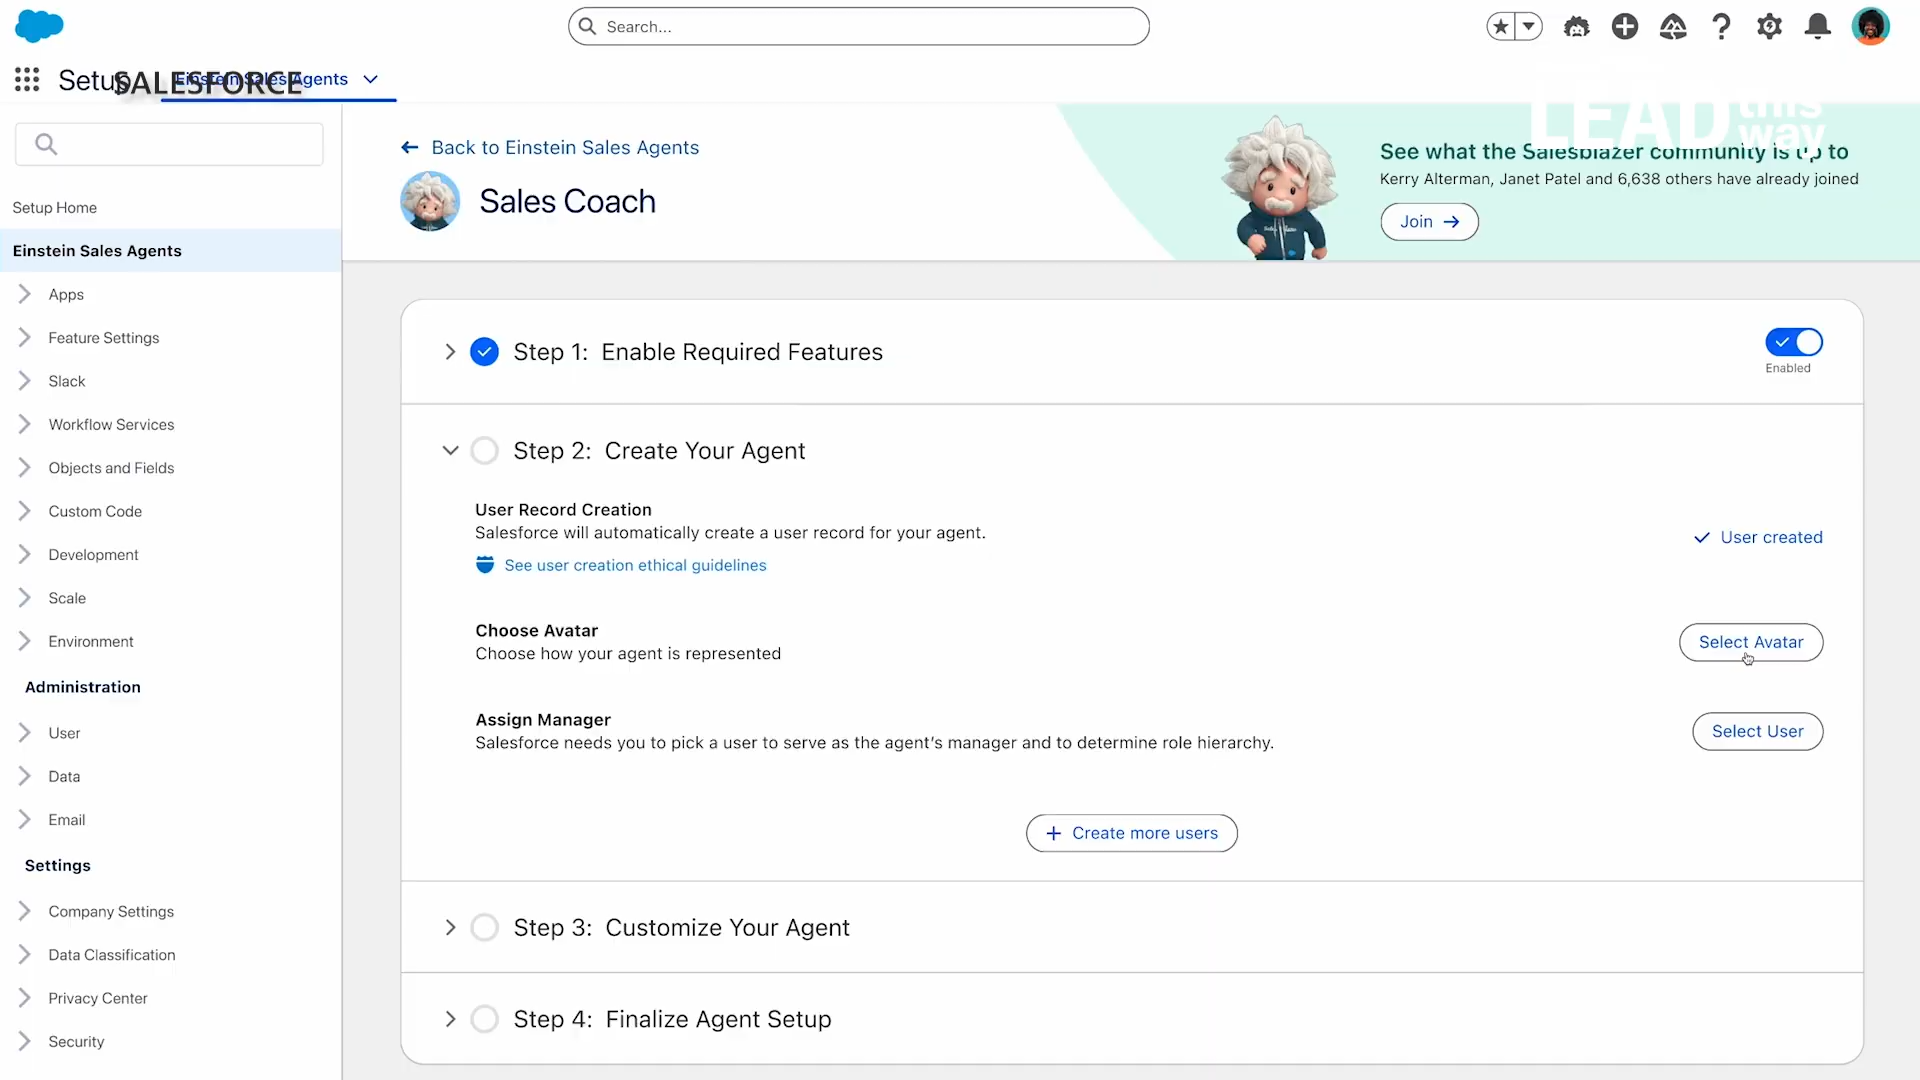 Search...
Setup
SALESFORCE
Einstein Sales Agents
LEAD this way
Back to Einstein Sales Agents
Sales Coach
See what the Salesblazer community is up to
Kerry Alterman, Janet Patel and 6,638 others have already joined
Join
Setup Home
Einstein Sales Agents
Apps
Feature Settings
Slack
Workflow Services
Objects and Fields
Custom Code
Development
Scale
Environment
Administration
User
Data
Email
Settings
Company Settings
Data Classification
Privacy Center
Security
Step 1: Enable Required Features
Enabled
Step 2: Create Your Agent
User Record Creation
Salesforce will automatically create a user record for your agent.
See user creation ethical guidelines
User created
Choose Avatar
Choose how your agent is represented
Select Avatar
Assign Manager
Salesforce needs you to pick a user to serve as the agent's manager and to determine role hierarchy.
Select User
Create more users
Step 3: Customize Your Agent
Step 4: Finalize Agent Setup